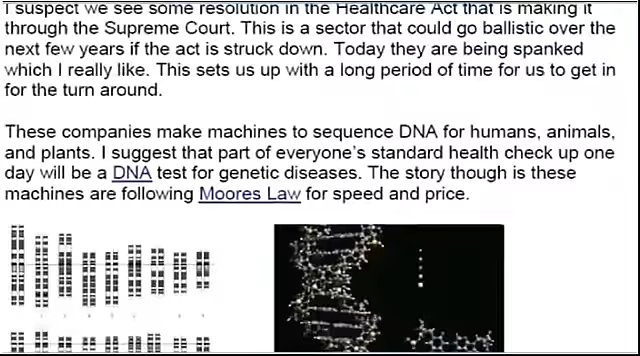 I suspect we see some resolution in the Healthcare Act that is making it
through the Supreme Court. This is a sector that could go ballistic over the
next few years if the act is struck down. Today they are being spanked
which I really like. This sets us up with a long period of time for us to get in
for the turn around.
These companies make machines to sequence DNA for humans, animals,
and plants. I suggest that part of everyone's standard health check up one
day will be a DNA test for genetic diseases. The story though is these
machines are following Moores Law for speed and price.